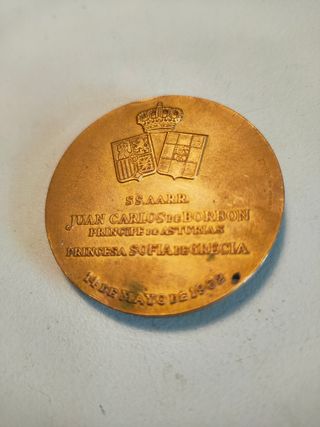 SS.AA.RR.
JUAN CARLOS DE BORBON
PRINCIPE DE ASTURIAS
PRINCESA SOFIA DE GRECIA
14 DE MAYO DE 1962